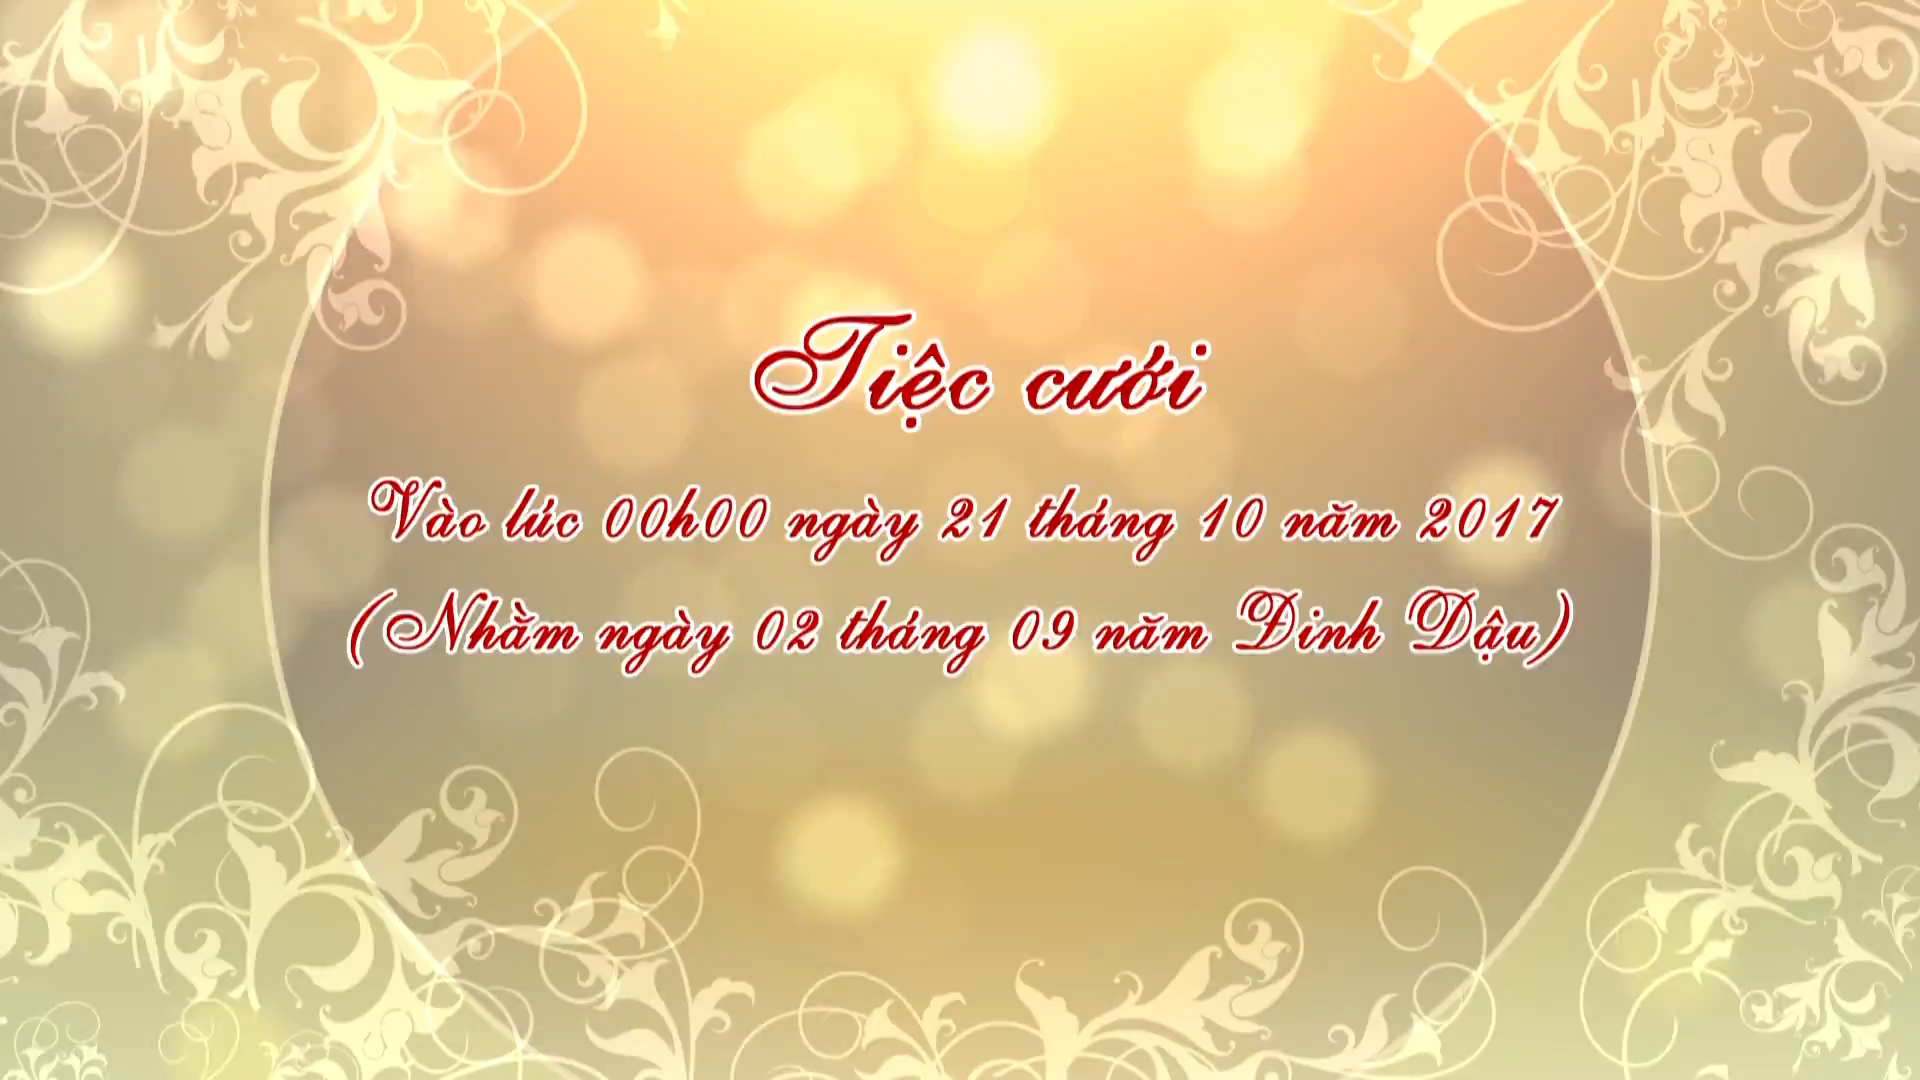 Tiệc cưới
Vào lúc 00h00 ngày 21 tháng 10 năm 2017
(Nhằm ngày 02 tháng 09 năm Đinh Dậu)